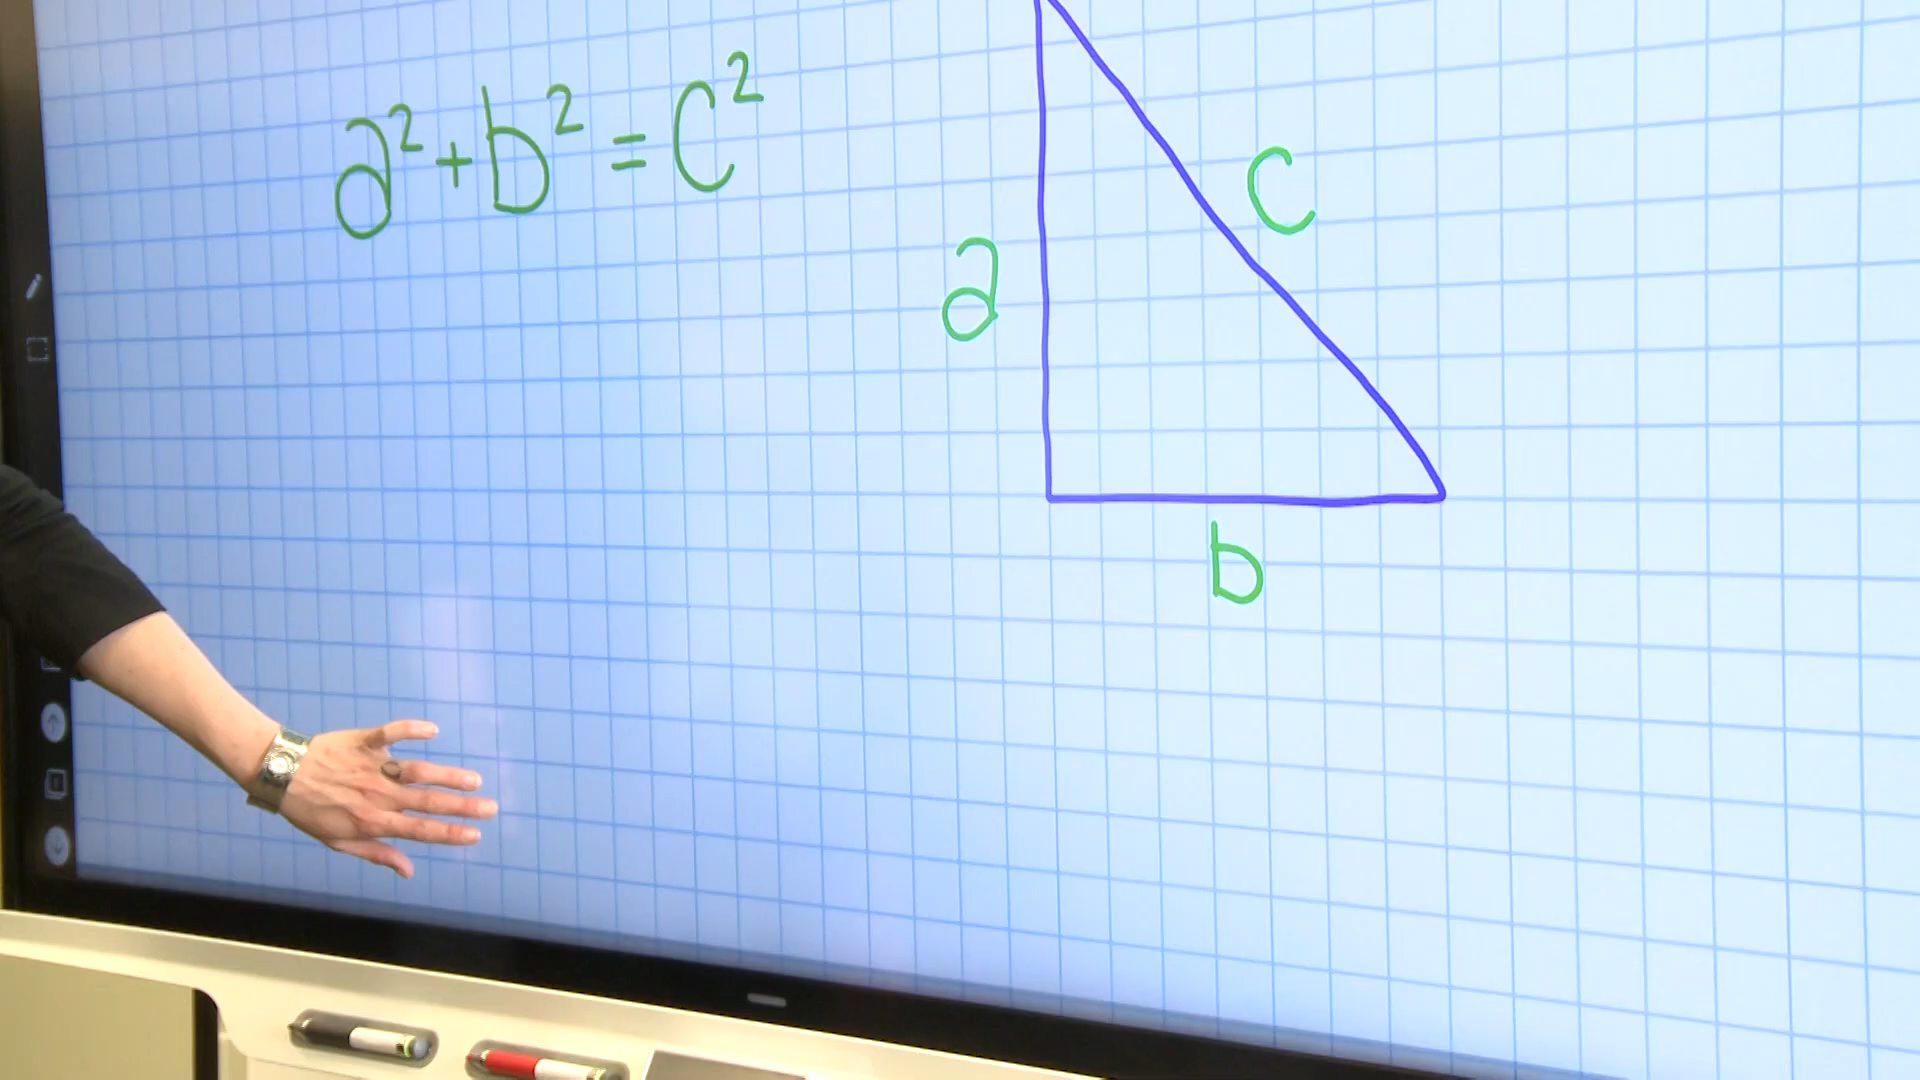 a² + b² = c²
c
a
b